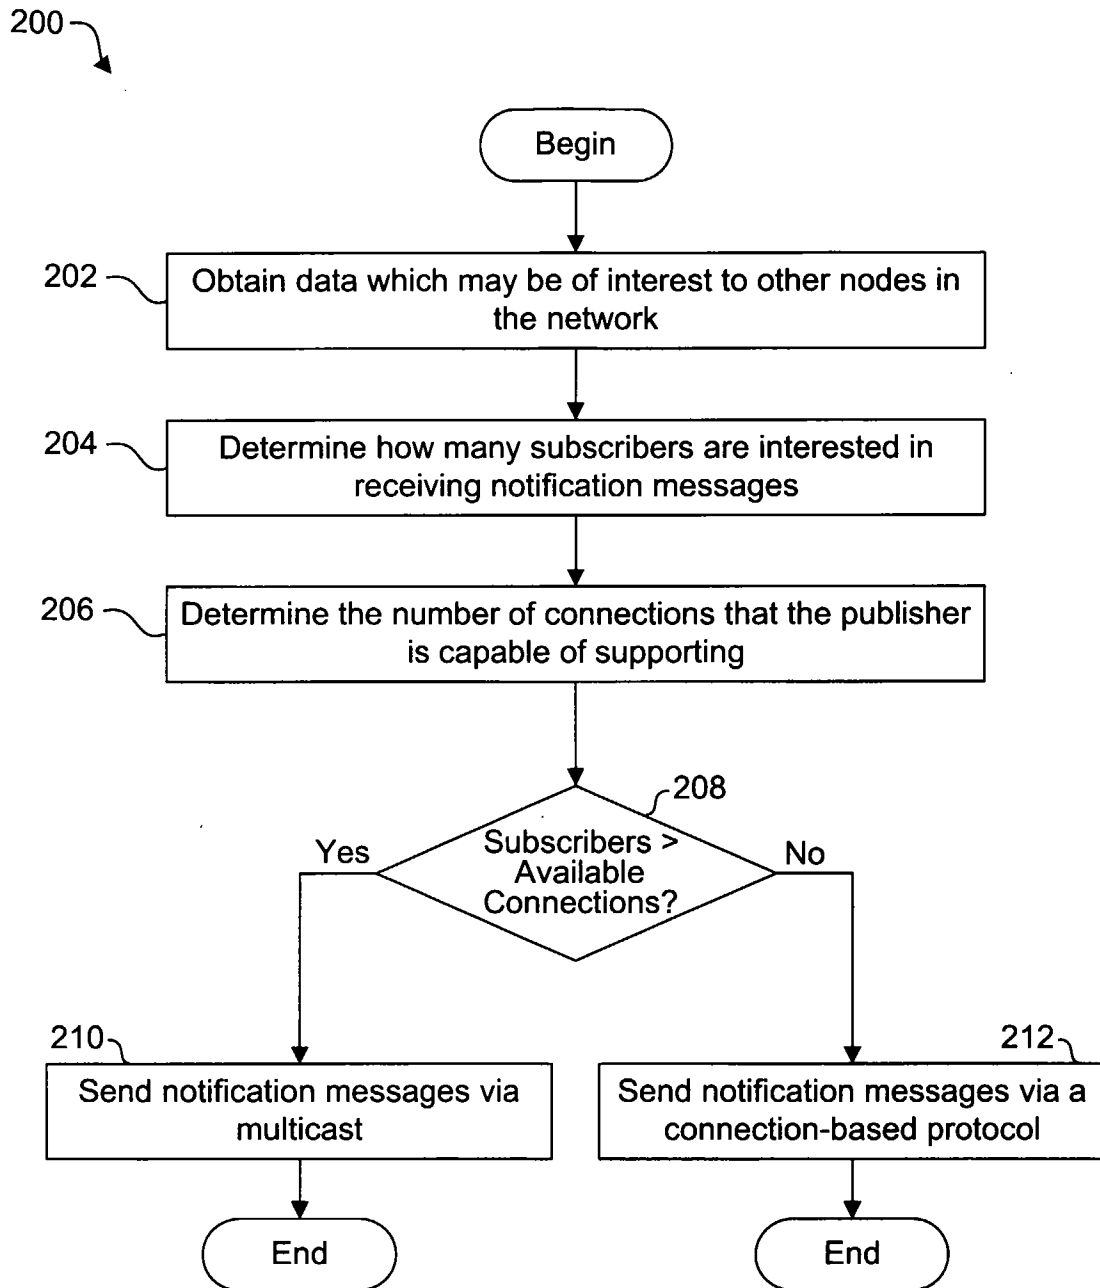 200
Begin
202
Obtain data which may be of interest to other nodes in
the network
204
Determine how many subscribers are interested in
receiving notification messages
206
Determine the number of connections that the publisher
is capable of supporting
208
Subscribers >
Available
Connections?
Yes
No
210
Send notification messages via
multicast
212
Send notification messages via a
connection-based protocol
End
End